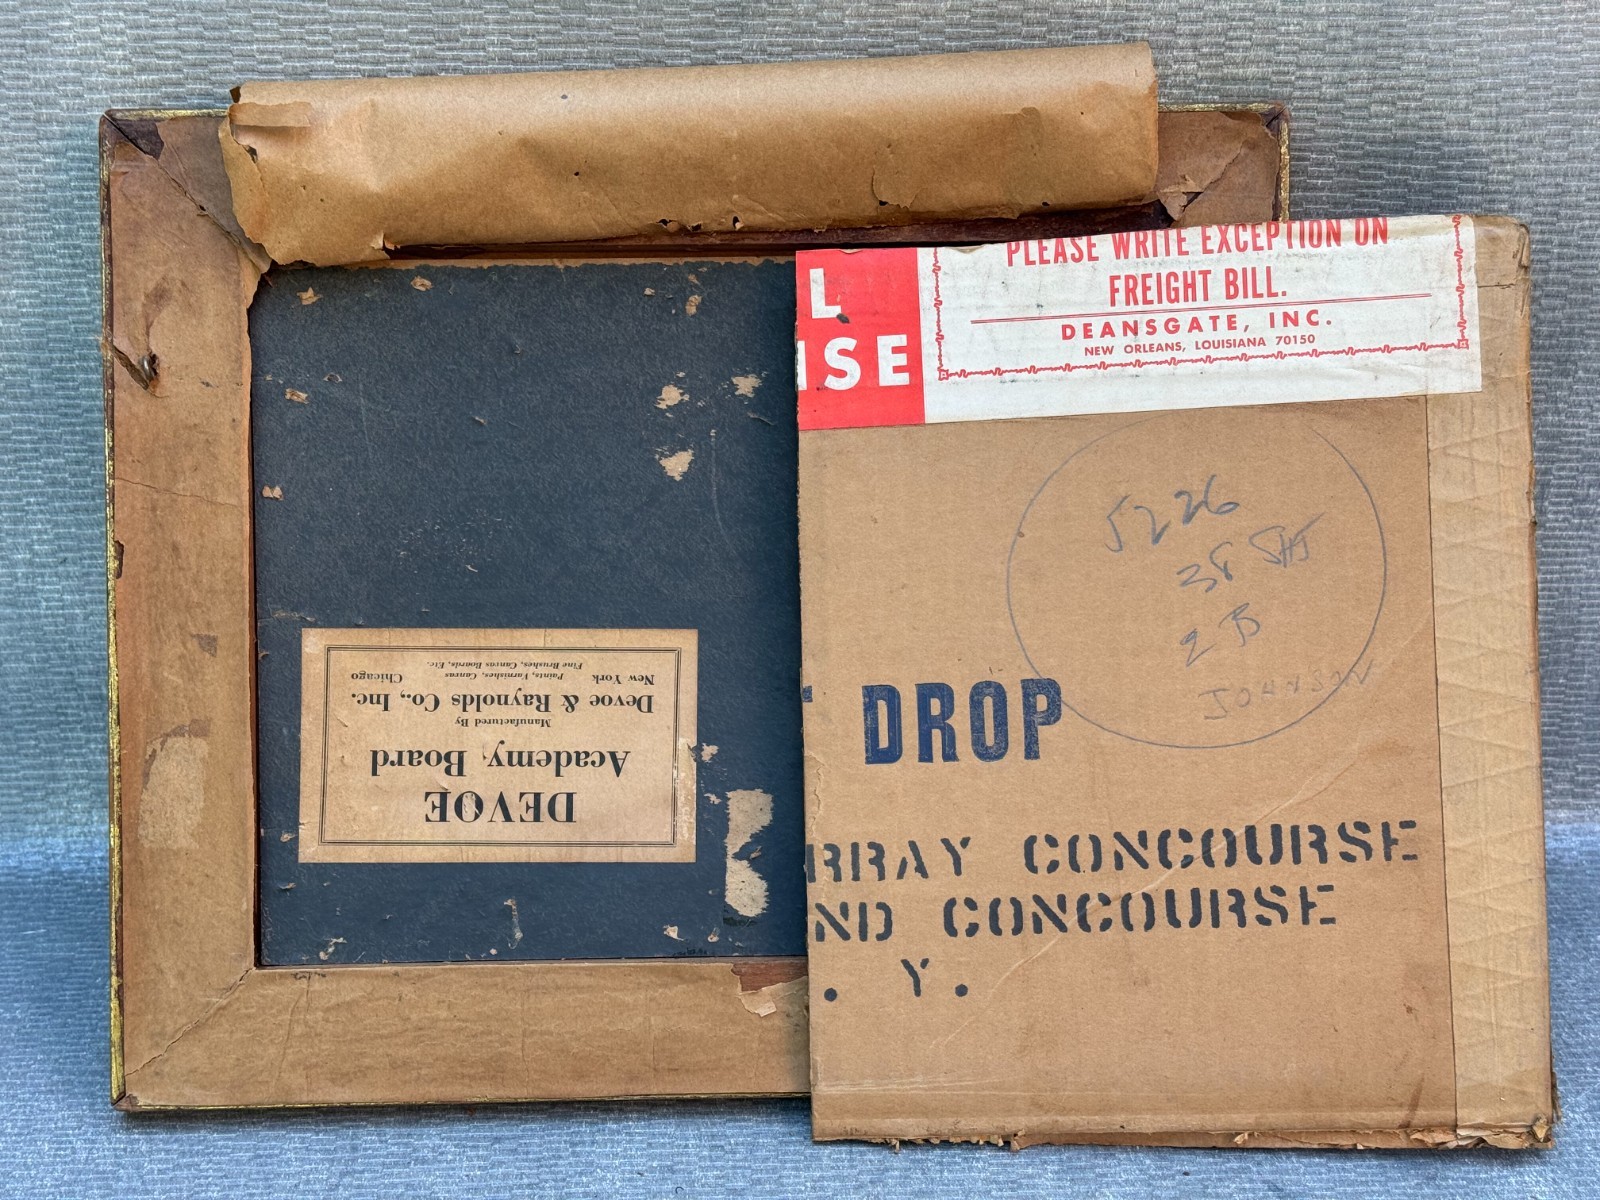 PLEASE WRITE EXCEPTION ON
FREIGHT BILL.
DEANSGATE, INC.
NEW ORLEANS, LOUISIANA 70150
L
ISE
5226
38
2B
JOHNSON
DROP
RRAY CONCOURSE
ND CONCOURSE
. Y.
DEVOE
Academy Board
Manufactured By
Devoe & Raynolds Co., Inc.
New York Paints, Varnishes, Canvas Chicago
Fine Brushes, Canvas Boards, Etc.